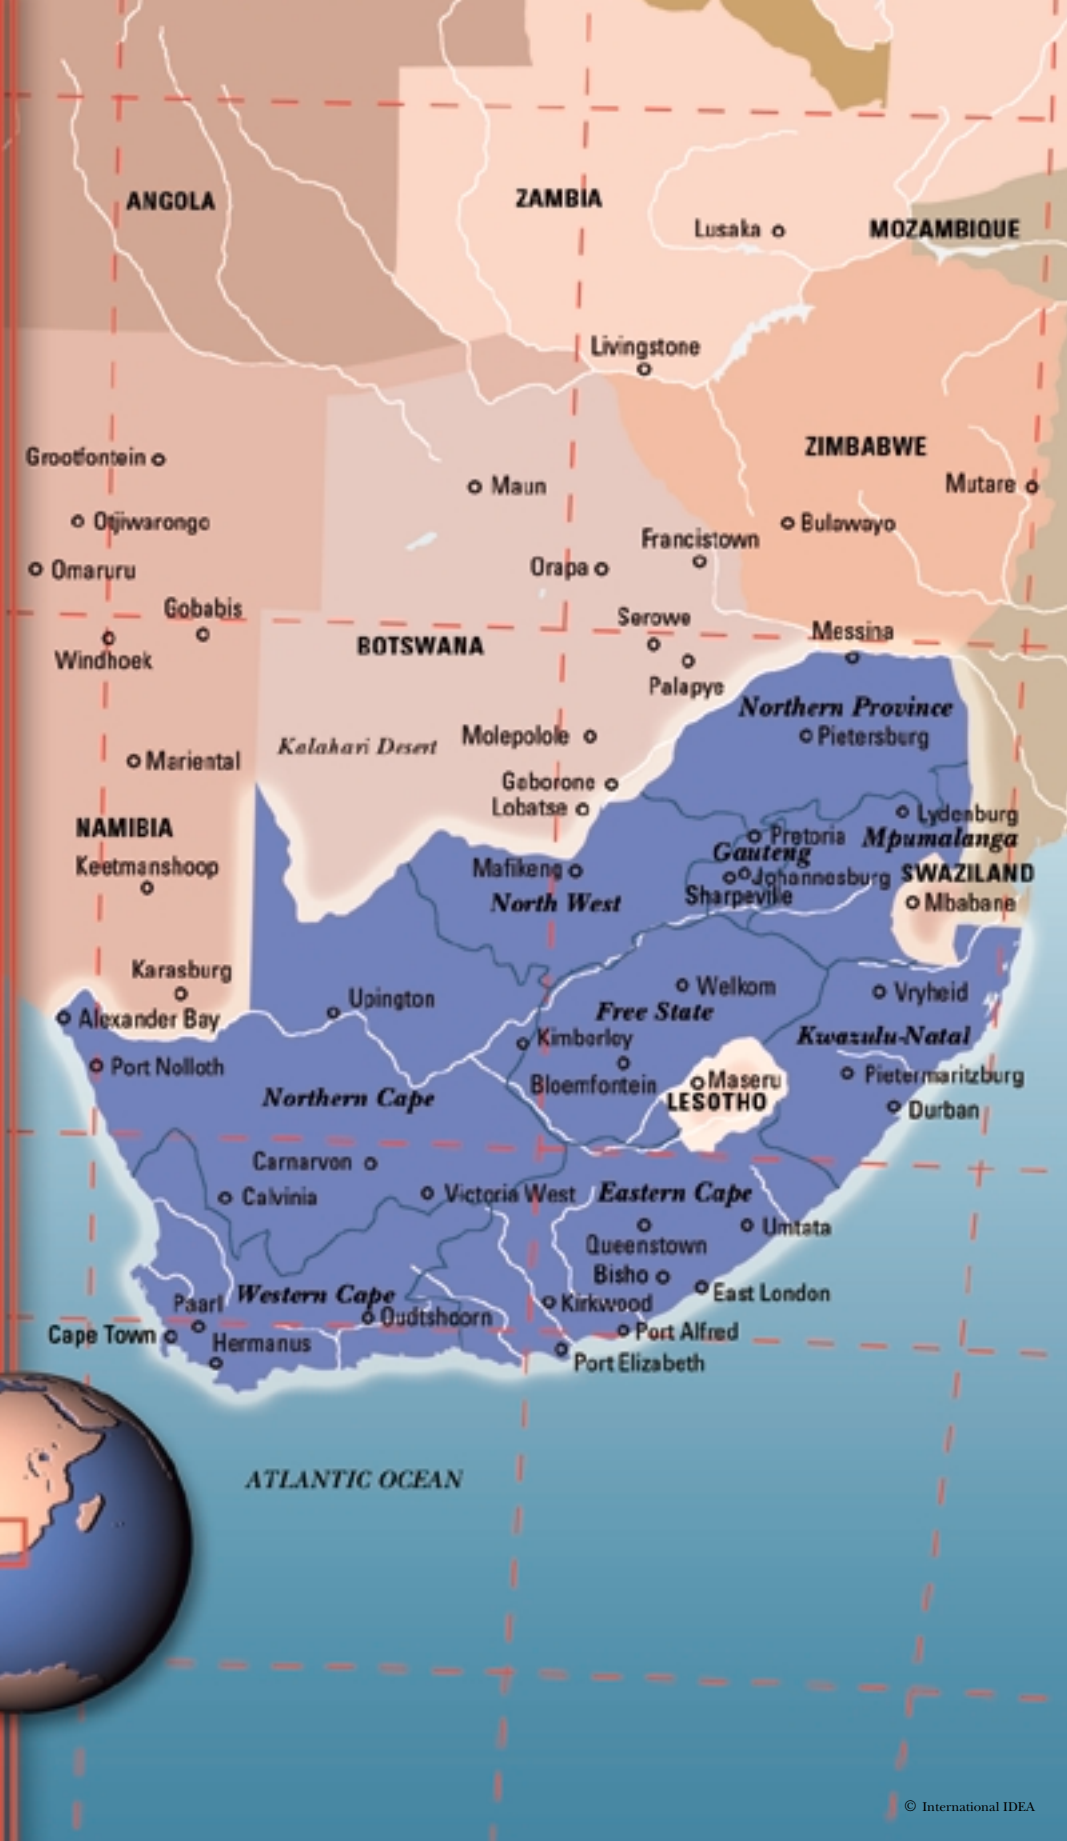 ANGOLA
ZAMBIA
Lusaka
MOZAMBIQUE
Livingstone
ZIMBABWE
Grootfontein
Mutare
Maun
Otjiwarongo
Bulawayo
Francistown
Orapa
Omaruru
Gobabis
Serowe
Messina
BOTSWANA
Windhoek
Palapye
Northern Province
Pietersburg
Molepolole
Kalahari Desert
Mariental
Gaborone
Lobatse
Lydenburg
NAMIBIA
Pretoria
Mpumalanga
Gauteng
Keetmanshoop
Mafikeng
SWAZILAND
Johannesburg
Sharpeville
North West
Mbabane
Karasburg
Welkom
Vryheid
Upington
Free State
Alexander Bay
Kwazulu-Natal
Kimberley
Port Nolloth
Pietermaritzburg
Maseru
Bloemfontein
Northern Cape
LESOTHO
Durban
Carnarvon
Calvinia
Victoria West
Eastern Cape
Umtata
Queenstown
Bisho
East London
Western Cape
Paarl
Kirkwood
Oudtshoorn
Cape Town
Port Alfred
Hermanus
Port Elizabeth
ATLANTIC OCEAN
© International IDEA